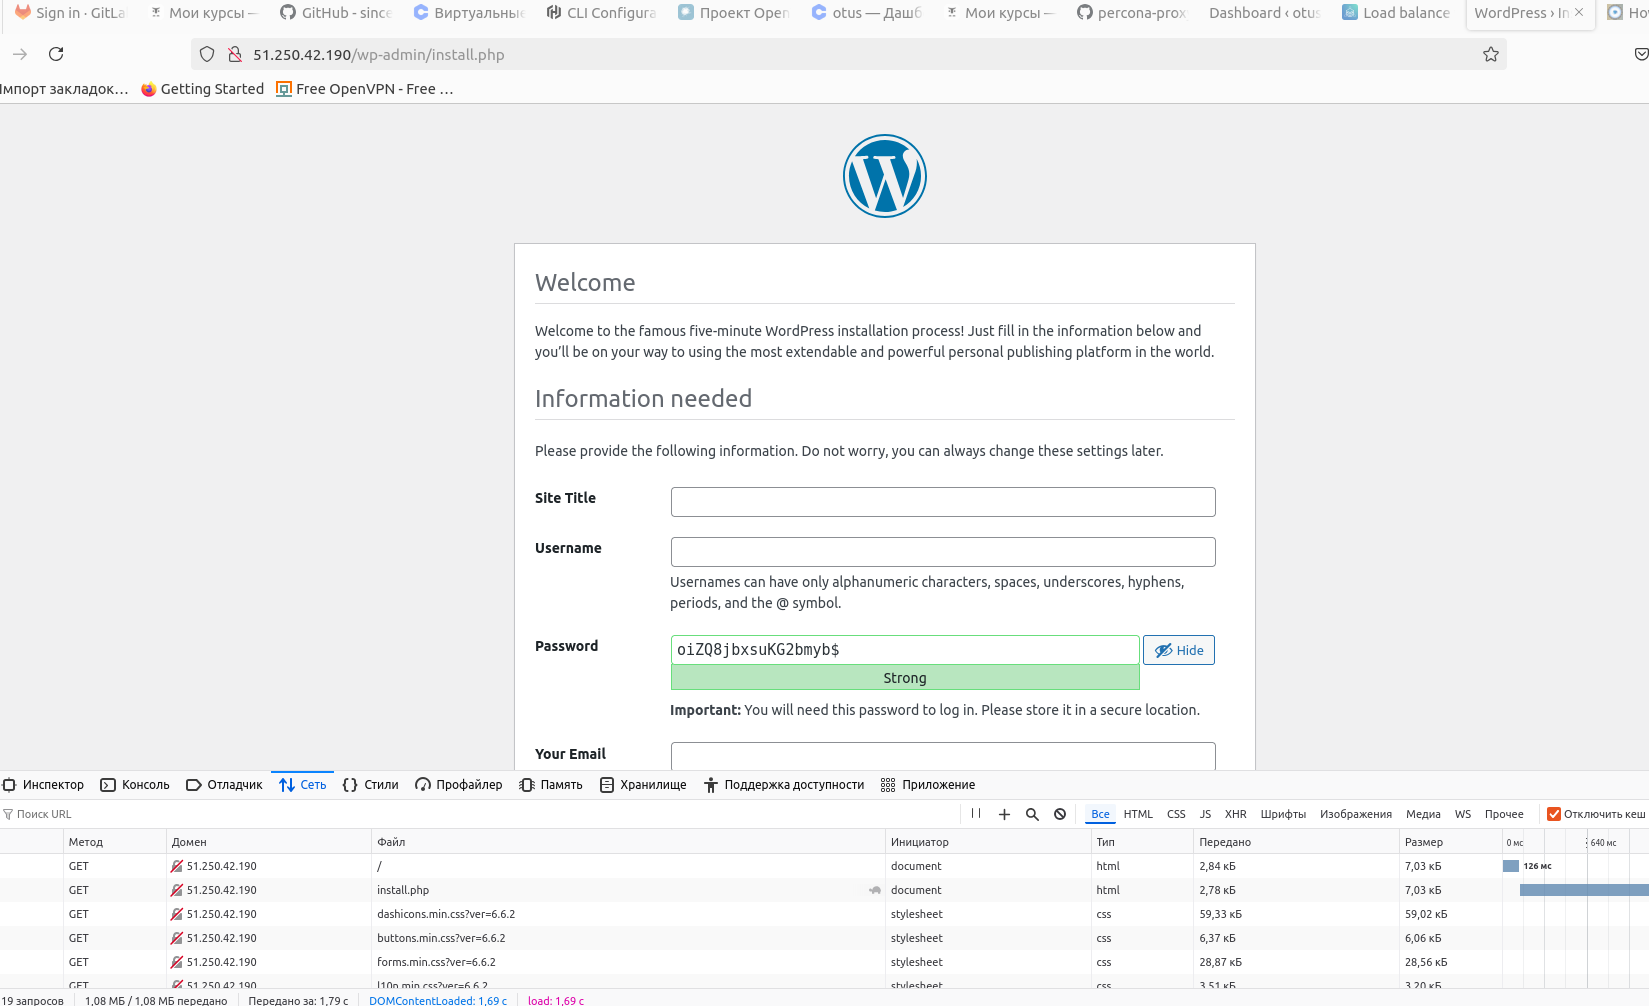 Sign in · GitLa
Мои курсы —
GitHub - since
Виртуальные
CLI Configura
Проект Open
otus — Дашб
Мои курсы —
percona-prox
Dashboard ‹ otus
Load balance
WordPress › In
Ho
51.250.42.190/wp-admin/install.php
Импорт закладок…
Getting Started
Free OpenVPN - Free …
Welcome
Welcome to the famous five-minute WordPress installation process! Just fill in the information below and
you’ll be on your way to using the most extendable and powerful personal publishing platform in the world.
Information needed
Please provide the following information. Do not worry, you can always change these settings later.
Site Title
Username
Usernames can have only alphanumeric characters, spaces, underscores, hyphens,
periods, and the @ symbol.
Password
oiZQ8jbxsuKG2bmyb$
Hide
Strong
Important: You will need this password to log in. Please store it in a secure location.
Your Email
Инспектор Консоль Отладчик Сеть Стили Профайлер Память Хранилище Поддержка доступности Приложение
Поиск URL
Все HTML CSS JS XHR Шрифты Изображения Медиа WS Прочее Отключить кеш
Метод Домен Файл Инициатор Тип Передано Размер 0 мс 640 мс
GET 51.250.42.190 / document html 2,84 кБ 7,03 кБ 126 мс
GET 51.250.42.190 install.php document html 2,78 кБ 7,03 кБ
GET 51.250.42.190 dashicons.min.css?ver=6.6.2 stylesheet css 59,33 кБ 59,02 кБ
GET 51.250.42.190 buttons.min.css?ver=6.6.2 stylesheet css 6,37 кБ 6,06 кБ
GET 51.250.42.190 forms.min.css?ver=6.6.2 stylesheet css 28,87 кБ 28,56 кБ
GET 51.250.42.190 l10n.min.css?ver=6.6.2 stylesheet css 3,51 кБ 3,20 кБ
19 запросов 1,08 МБ / 1,08 МБ передано Передано за: 1,79 с DOMContentLoaded: 1,69 с load: 1,69 с